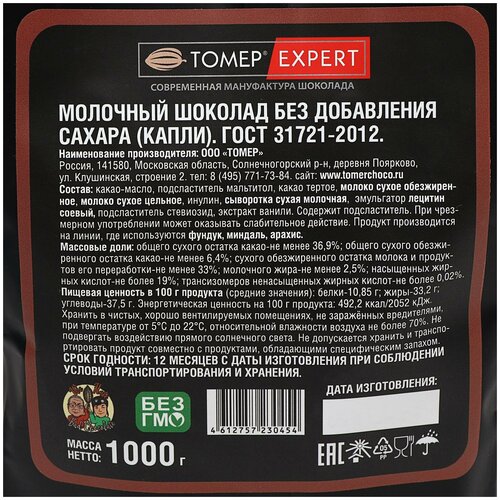 ТОМЕР® EXPERT
СОВРЕМЕННАЯ МАНУФАКТУРА ШОКОЛАДА
МОЛОЧНЫЙ ШОКОЛАД БЕЗ ДОБАВЛЕНИЯ
САХАРА (КАПЛИ). ГОСТ 31721-2012.
Наименование производителя: ООО «ТОМЕР»
Россия, 141580, Московская область, Солнечногорский р-н, деревня Поярково,
ул. Клушинская, строение 2. тел: 8 (495) 771-73-84. сайт: www.tomerchoco.ru
Состав: какао-масло, подсластитель мальтитол, какао тертое, молоко сухое обезжирен-
ное, молоко сухое цельное, инулин, сыворотка сухая молочная, эмульгатор лецитин
соевый, подсластитель стевиозид, экстракт ванили. Содержит подсластитель. При чрез-
мерном употреблении может оказывать слабительное действие. Продукт производится
на линии, где используются фундук, миндаль, арахис.
Массовые доли: общего сухого остатка какао-не менее 36,9%; общего сухого обезжи-
ренного остатка какао-не менее 6,4%; сухого обезжиренного остатка молока и продук-
тов его переработки-не менее 33%; молочного жира-не менее 2,5%; насыщенных жир-
ных кислот-не более 19%; трансизомеров ненасыщенных жирных кислот-не более 0,02%.
Пищевая ценность в 100 г продукта (средние значения): белки-10,85 г; жиры-33,2 г;
углеводы-37,5 г. Энергетическая ценность на 100 г продукта: 492,2 ккал/2052 кДж.
Хранить в чистых, хорошо вентилируемых помещениях, не заражённых вредителями,
при температуре от 5°C до 22°C, относительной влажности воздуха не более 70%. Не
подвергать воздействию прямого солнечного света. Не допускается хранить и транспо-
ртировать продукт совместно с продуктами, обладающими специфическим запахом.
СРОК ГОДНОСТИ: 12 МЕСЯЦЕВ С ДАТЫ ИЗГОТОВЛЕНИЯ ПРИ СОБЛЮДЕНИИ
УСЛОВИЙ ТРАНСПОРТИРОВАНИЯ И ХРАНЕНИЯ.
ДАТА ИЗГОТОВЛЕНИЯ:
БЕЗ
ГМО
МАССА
НЕТТО: 1000 г
4612757230454
EAC
05
PP